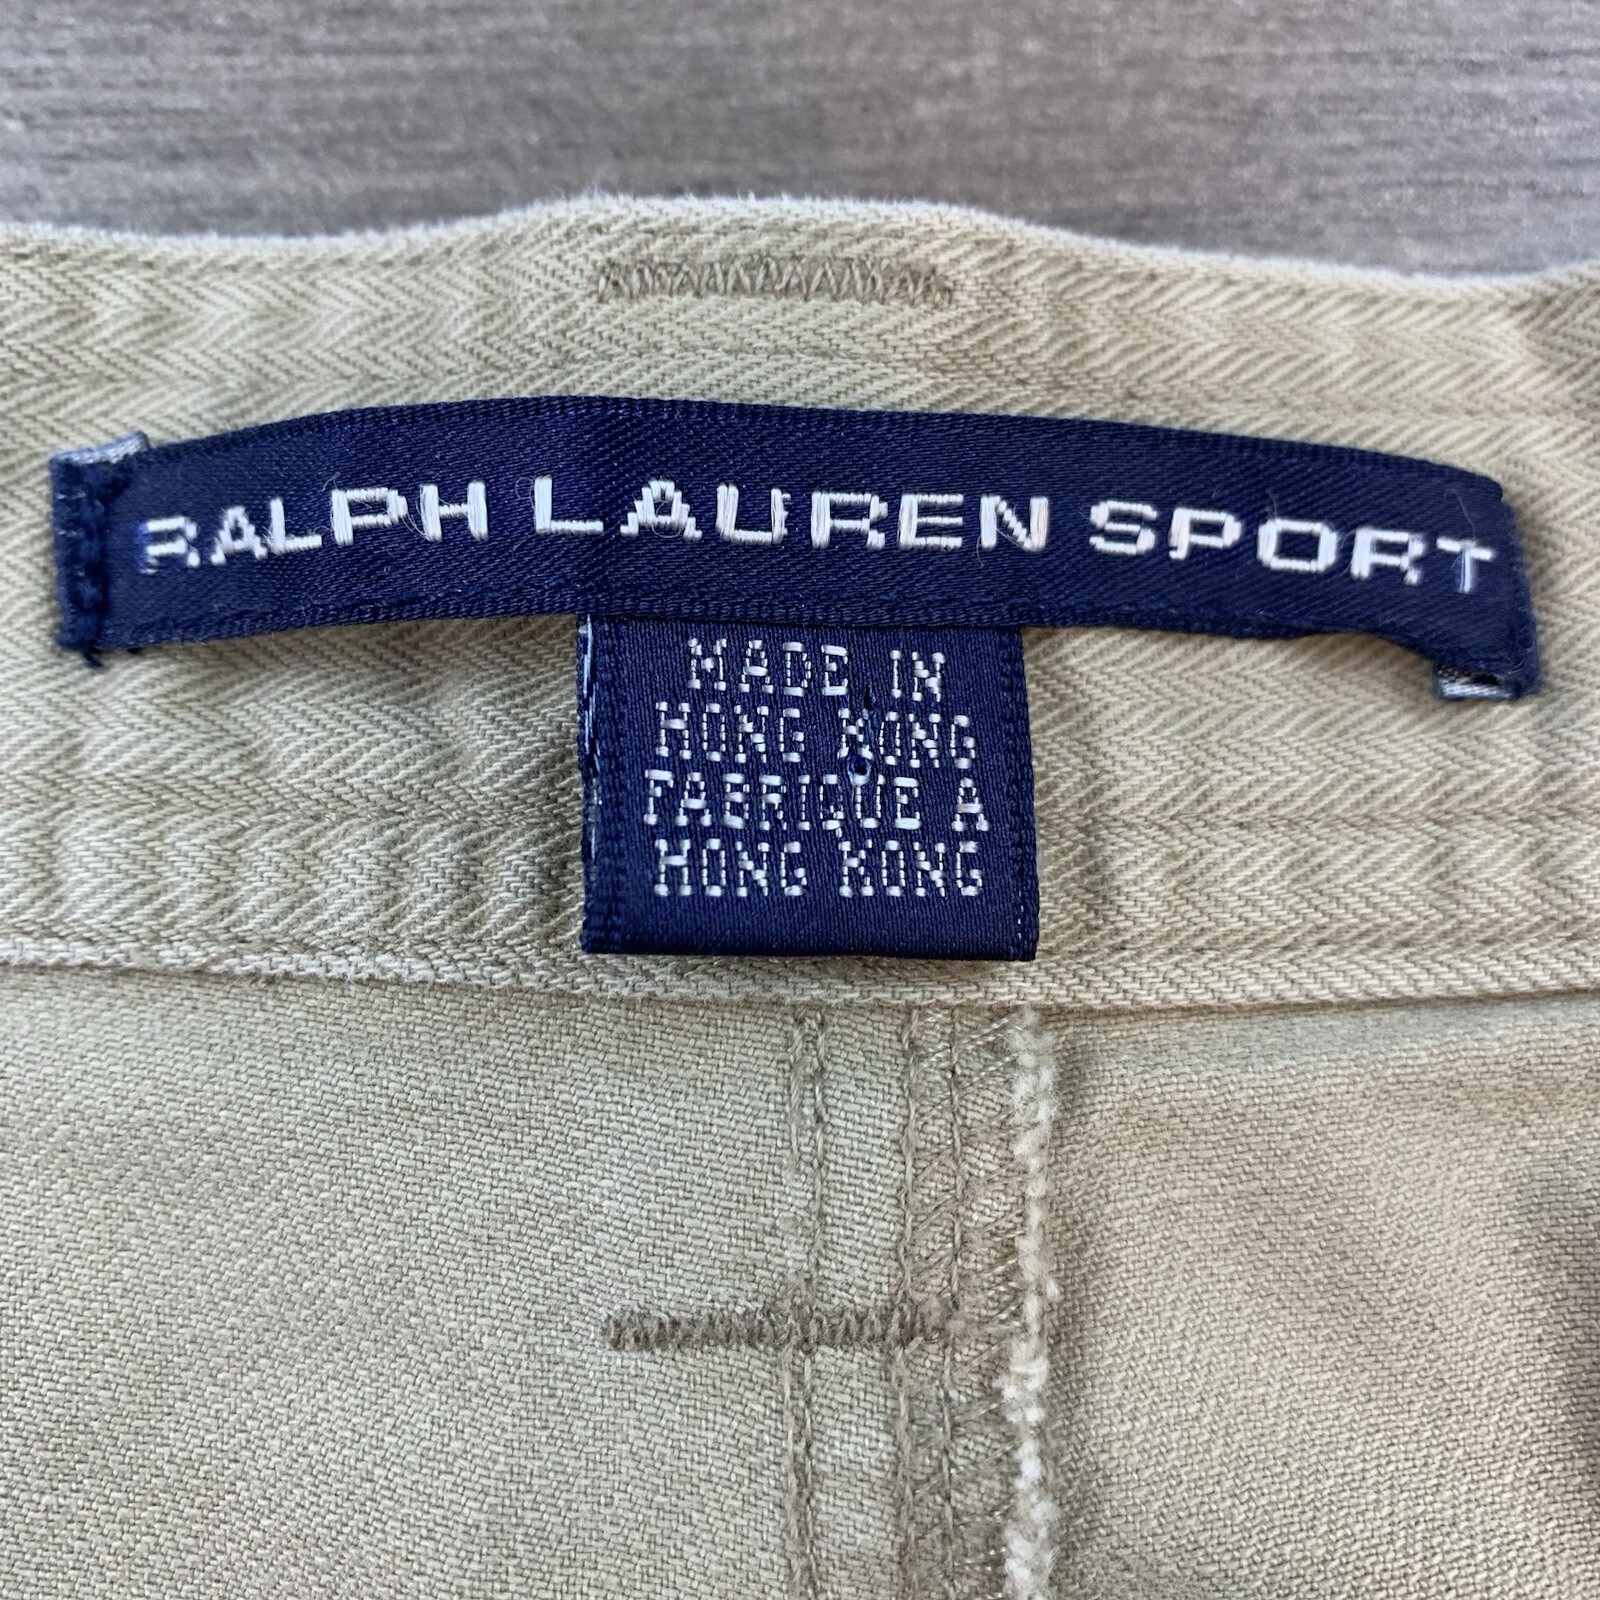 RALPH LAUREN SPORT
MADE IN
HONG KONG
FABRIQUE A
HONG KONG